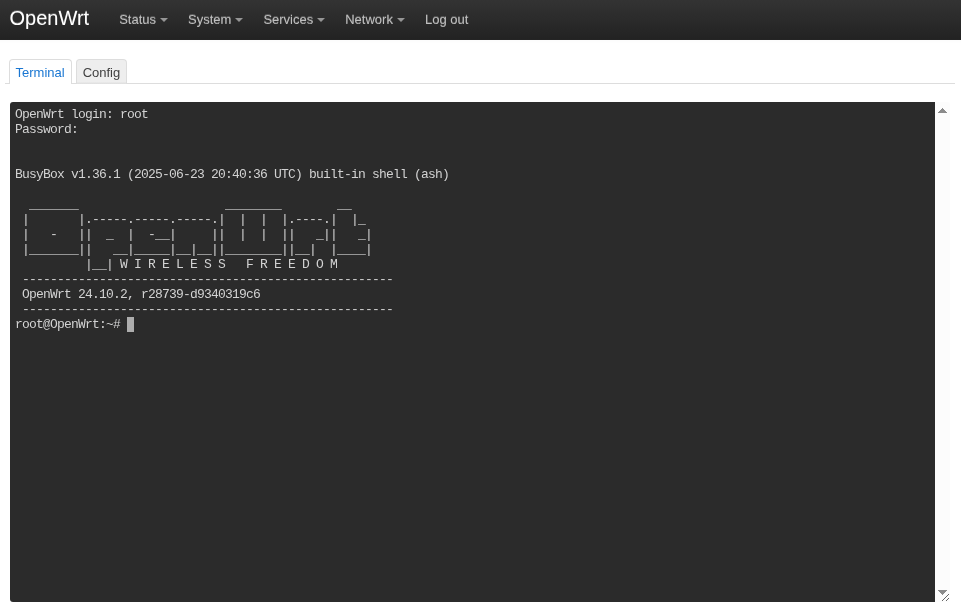 OpenWrt Status System Services Network Log out
Terminal Config
OpenWrt login: root
Password:
BusyBox v1.36.1 (2025-06-23 20:40:36 UTC) built-in shell (ash)
  _______                     ________        __
 |       |.-----.-----.-----.|  |  |  |.----.|  |_
 |   -   ||  _  |  -__|     ||  |  |  ||   _||   _|
 |_______||   __|_____|__|__||________||__|  |____|
          |__| W I R E L E S S   F R E E D O M
 -----------------------------------------------------
 OpenWrt 24.10.2, r28739-d9340319c6
 -----------------------------------------------------
root@OpenWrt:~#